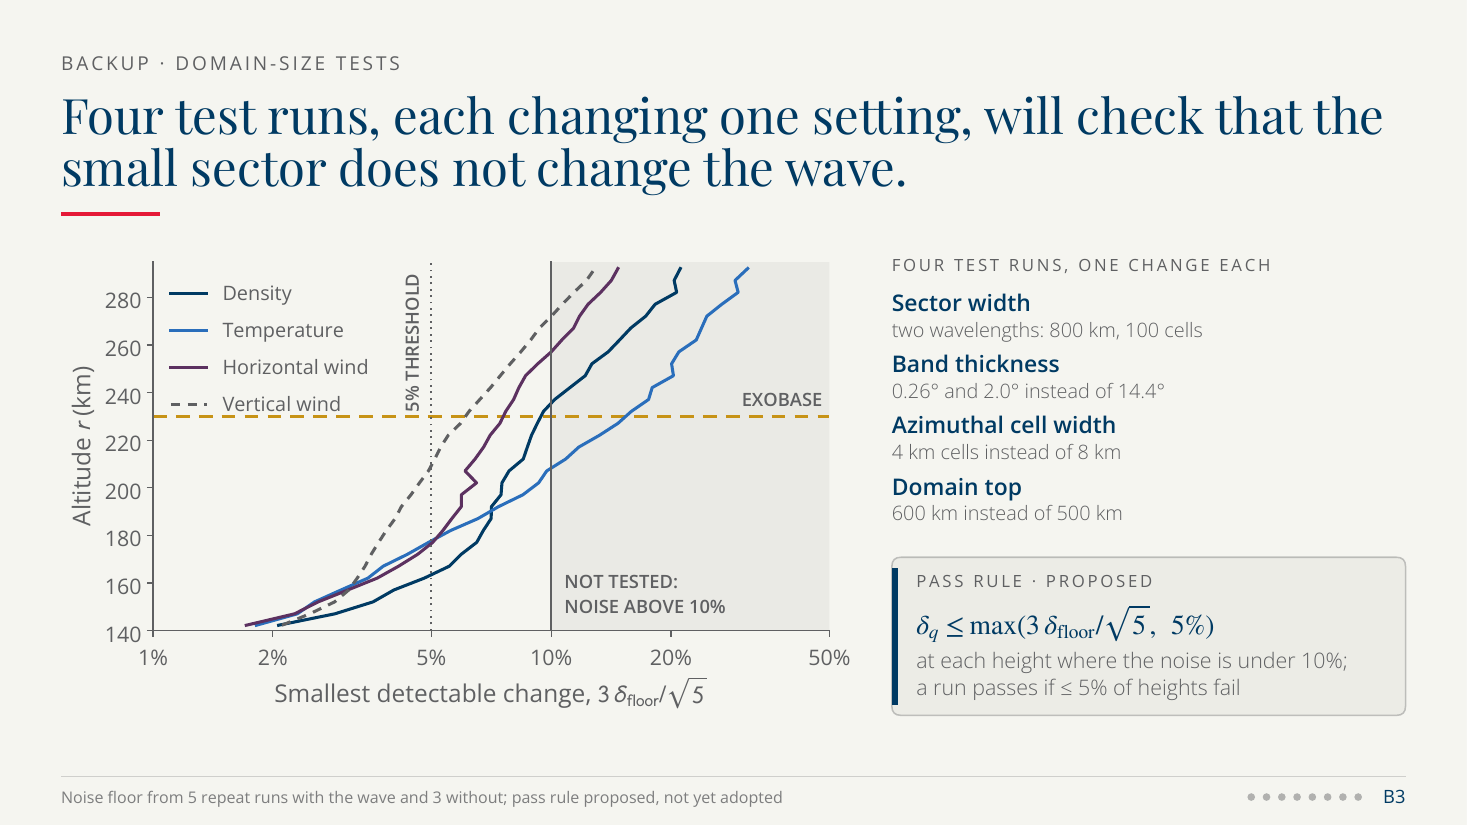 BACKUP · DOMAIN-SIZE TESTS
Four test runs, each changing one setting, will check that the
small sector does not change the wave.
Altitude r (km)
280
260
240
220
200
180
160
140
Density
Temperature
Horizontal wind
Vertical wind
5% THRESHOLD
EXOBASE
NOT TESTED:
NOISE ABOVE 10%
1% 2% 5% 10% 20% 50%
Smallest detectable change, 3 δfloor/√5
FOUR TEST RUNS, ONE CHANGE EACH
Sector width
two wavelengths: 800 km, 100 cells
Band thickness
0.26° and 2.0° instead of 14.4°
Azimuthal cell width
4 km cells instead of 8 km
Domain top
600 km instead of 500 km
PASS RULE · PROPOSED
δq ≤ max(3 δfloor/√5, 5%)
at each height where the noise is under 10%;
a run passes if ≤ 5% of heights fail
Noise floor from 5 repeat runs with the wave and 3 without; pass rule proposed, not yet adopted
B3